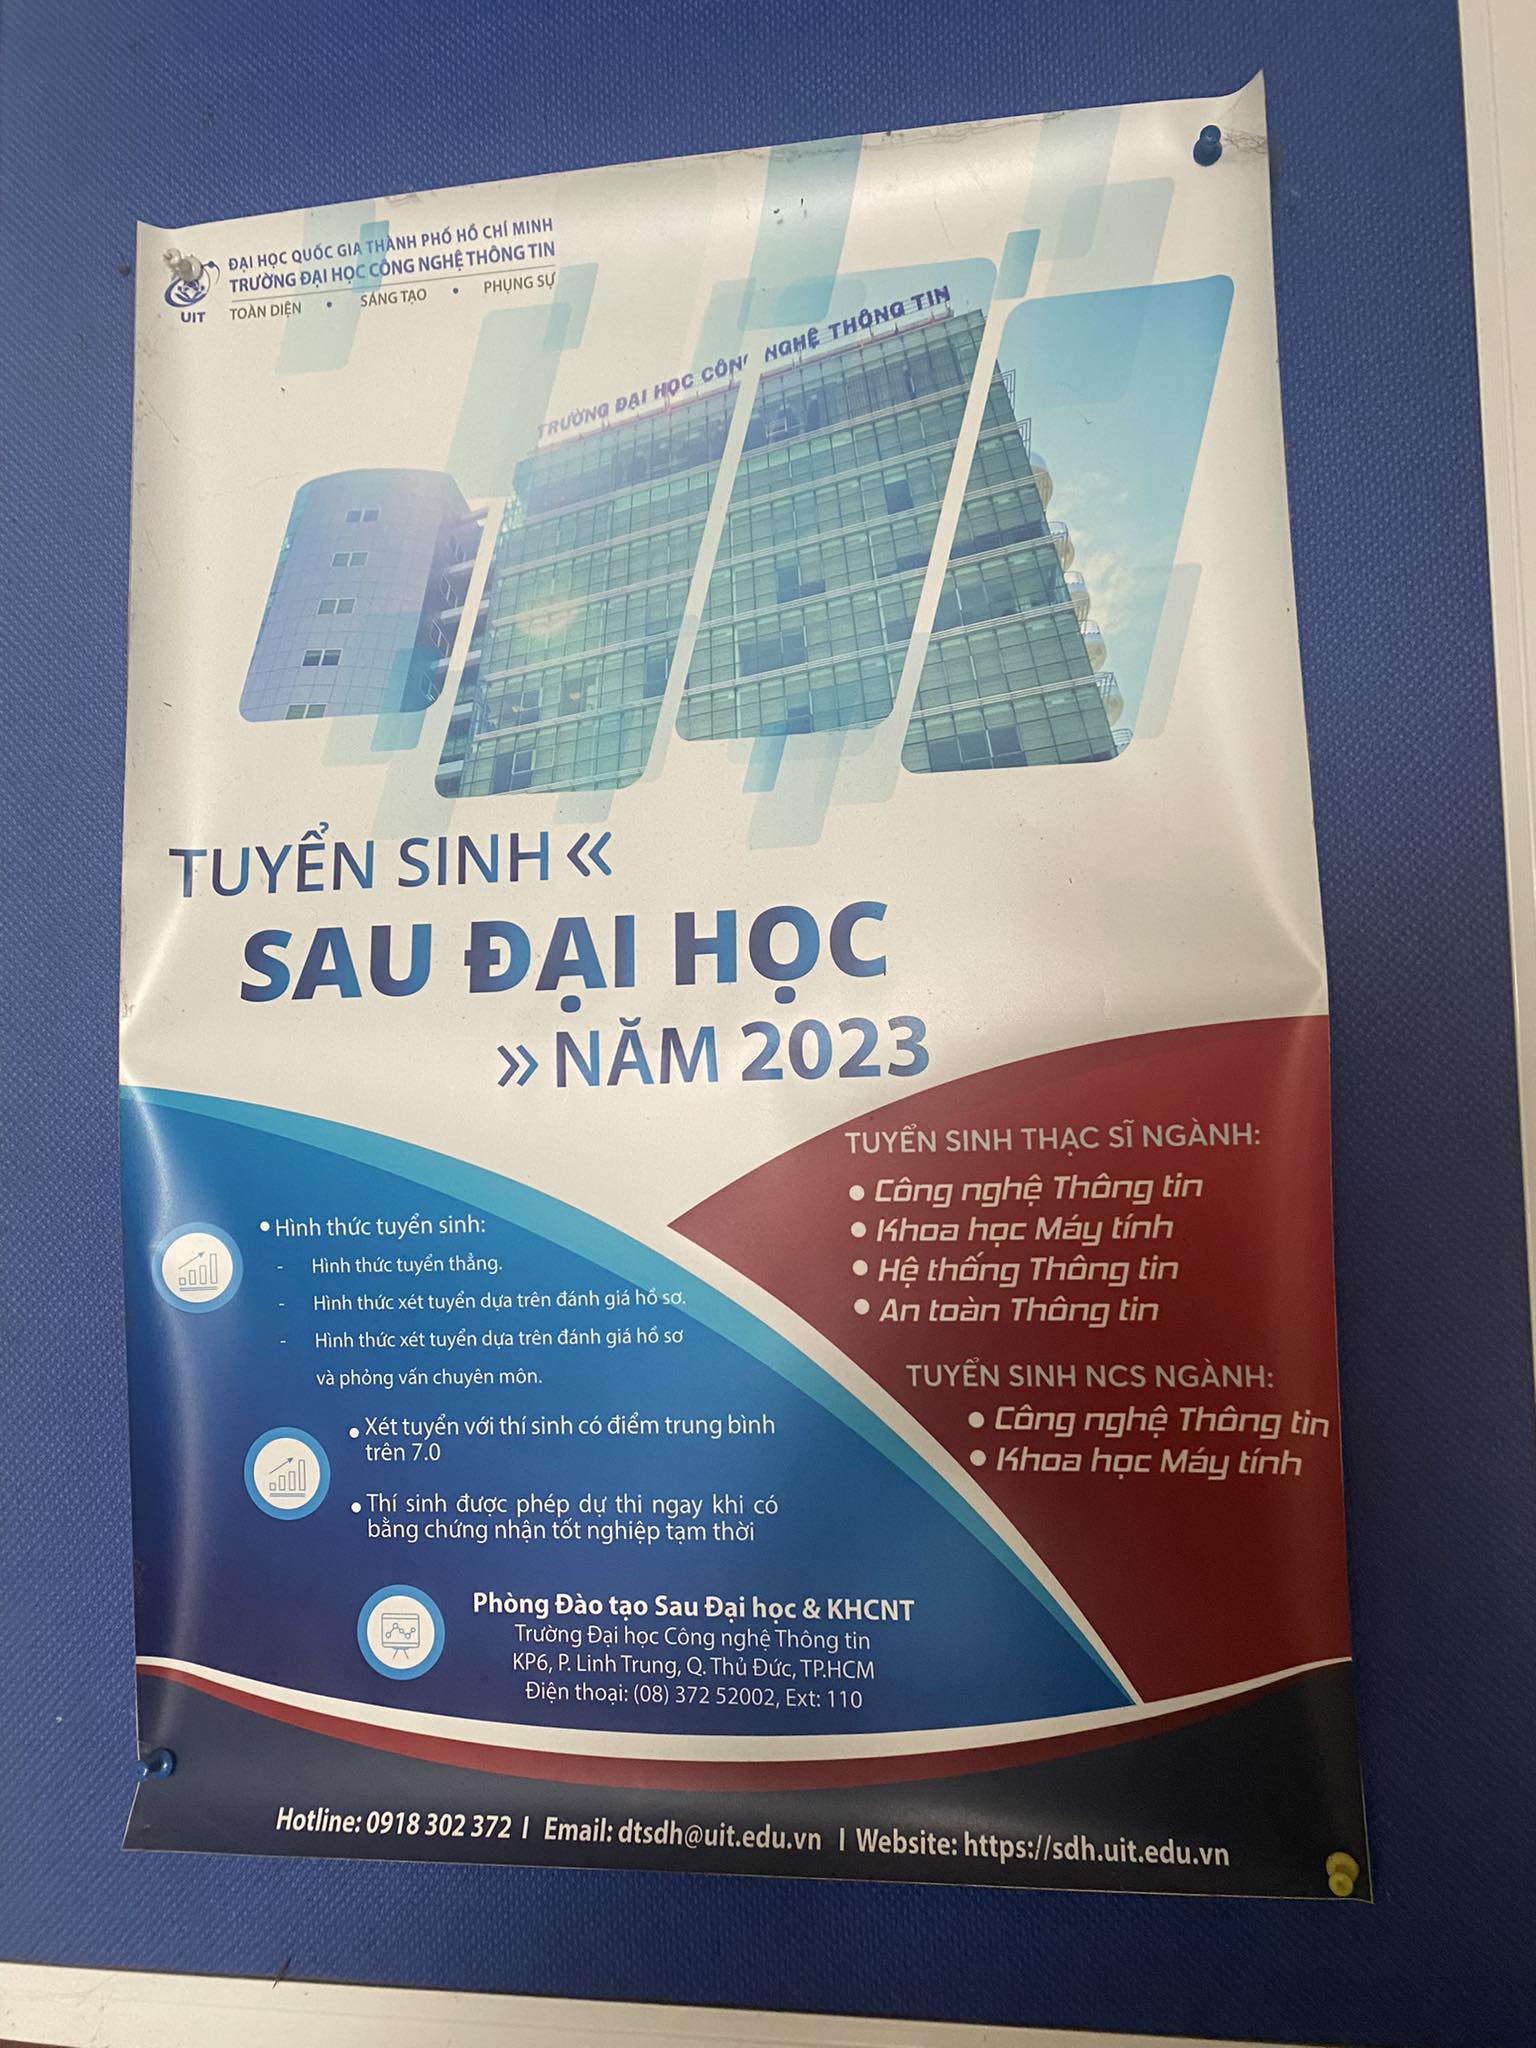 ĐẠI HỌC QUỐC GIA THÀNH PHỐ HỒ CHÍ MINH
TRƯỜNG ĐẠI HỌC CÔNG NGHỆ THÔNG TIN
TOÀN DIỆN • SÁNG TẠO • PHỤNG SỰ
UIT
TRƯỜNG ĐẠI HỌC CÔNG NGHỆ THÔNG TIN
TUYỂN SINH «
SAU ĐẠI HỌC
» NĂM 2023
TUYỂN SINH THẠC SĨ NGÀNH:
• Công nghệ Thông tin
• Khoa học Máy tính
• Hệ thống Thông tin
• An toàn Thông tin
TUYỂN SINH NCS NGÀNH:
• Công nghệ Thông tin
• Khoa học Máy tính
• Hình thức tuyển sinh:
- Hình thức tuyển thẳng.
- Hình thức xét tuyển dựa trên đánh giá hồ sơ.
- Hình thức xét tuyển dựa trên đánh giá hồ sơ
và phỏng vấn chuyên môn.
• Xét tuyển với thí sinh có điểm trung bình
trên 7.0
• Thí sinh được phép dự thi ngay khi có
bằng chứng nhận tốt nghiệp tạm thời
Phòng Đào tạo Sau Đại học & KHCNT
Trường Đại học Công nghệ Thông tin
KP6, P. Linh Trung, Q. Thủ Đức, TP.HCM
Điện thoại: (08) 372 52002, Ext: 110
Hotline: 0918 302 372 I Email: dtsdh@uit.edu.vn I Website: https://sdh.uit.edu.vn